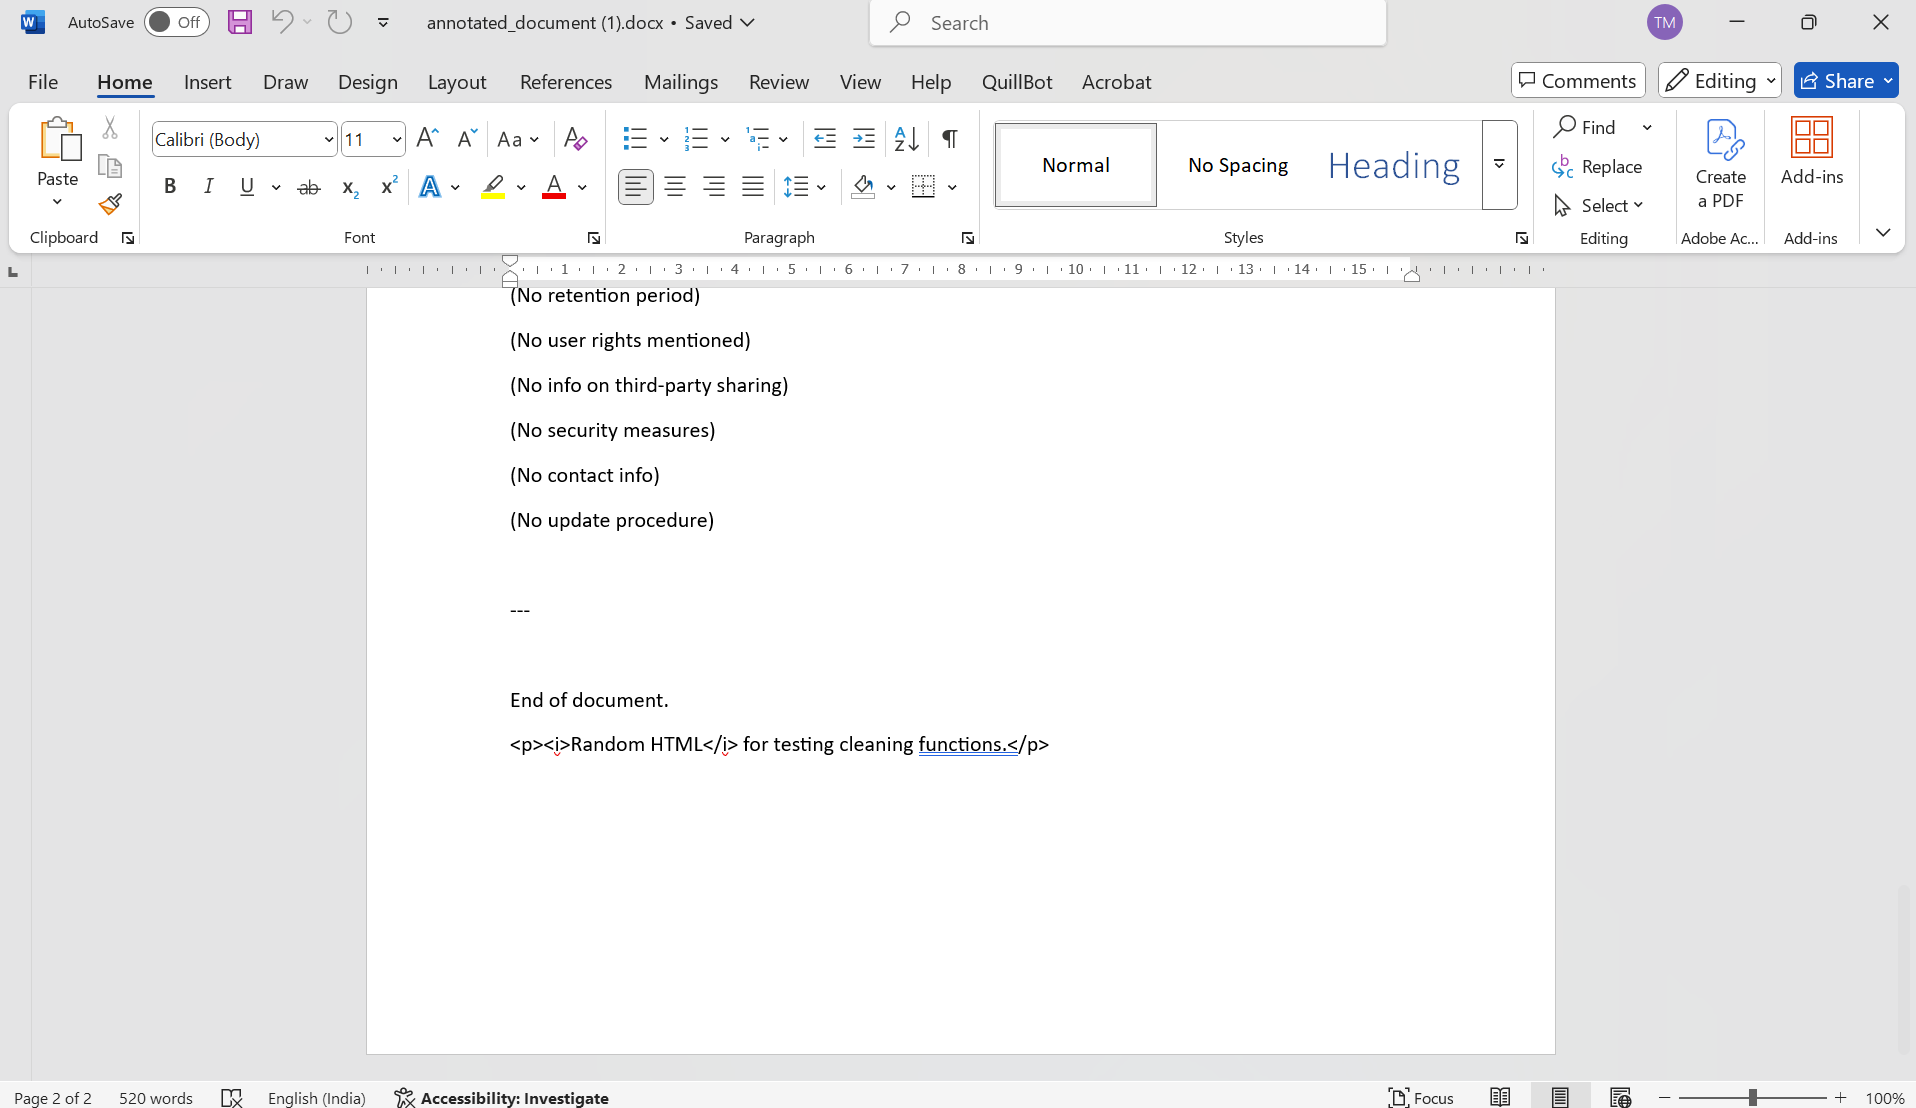 AutoSave Off annotated_document (1).docx • Saved Search TM
File Home Insert Draw Design Layout References Mailings Review View Help QuillBot Acrobat Comments Editing Share
Paste
Calibri (Body) 11 Aa
B I U ab x₂ x² A A
Normal No Spacing Heading
Find
Replace
Select
Create
a PDF
Add-ins
Clipboard Font Paragraph Styles Editing Adobe Ac... Add-ins
1 2 3 4 5 6 7 8 9 10 11 12 13 14 15
(No retention period)
(No user rights mentioned)
(No info on third-party sharing)
(No security measures)
(No contact info)
(No update procedure)
---
End of document.
<p><i>Random HTML</i> for testing cleaning functions.</p>
Page 2 of 2 520 words English (India) Accessibility: Investigate Focus 100%